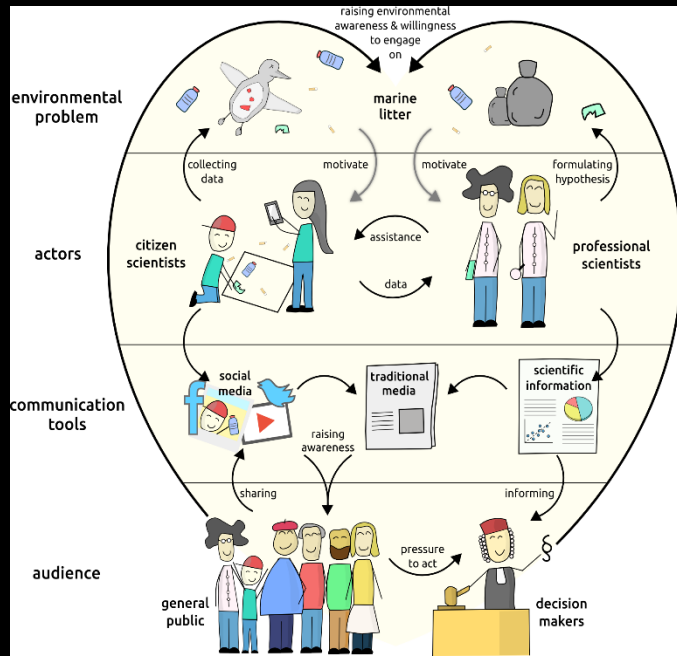 raising environmental
awareness & willingness
to engage
on
environmental
problem
marine
litter
collecting
data
motivate
motivate
formulating
hypothesis
actors
citizen
scientists
assistance
data
professional
scientists
communication
tools
social
media
f
traditional
media
scientific
information
raising
awareness
sharing
informing
audience
general
public
pressure
to act
§
decision
makers